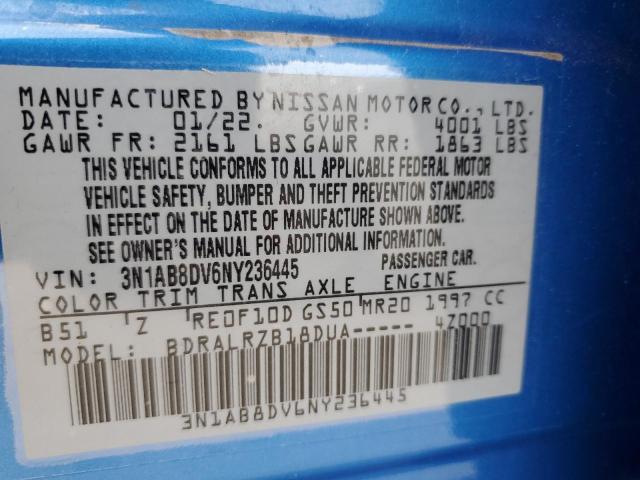 MANUFACTURED BY NISSAN MOTOR CO., LTD.
DATE: 01/22. GVWR: 4001 LBS
GAWR FR: 2161 LBS GAWR RR: 1863 LBS
THIS VEHICLE CONFORMS TO ALL APPLICABLE FEDERAL MOTOR
VEHICLE SAFETY, BUMPER AND THEFT PREVENTION STANDARDS
IN EFFECT ON THE DATE OF MANUFACTURE SHOWN ABOVE.
SEE OWNER'S MANUAL FOR ADDITIONAL INFORMATION.
VIN: 3N1AB8DV6NY236445 PASSENGER CAR.
COLOR TRIM TRANS AXLE ENGINE
B51 Z RE0F10D GS50 MR20 1997 CC
MODEL: BDRALRZB18DUA----- 4Z000
3N1AB8DV6NY236445